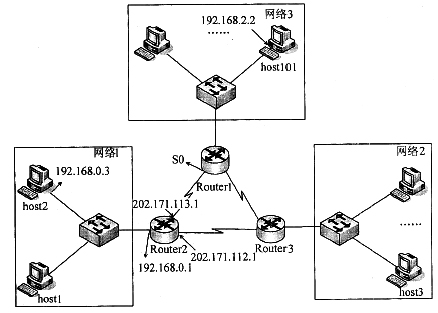 网络3
192.168.2.2
……
host101
S0
Router1
网络1
192.168.0.3
host2
202.171.113.1
Router2
192.168.0.1
202.171.112.1
host1
Router3
网络2
……
host3